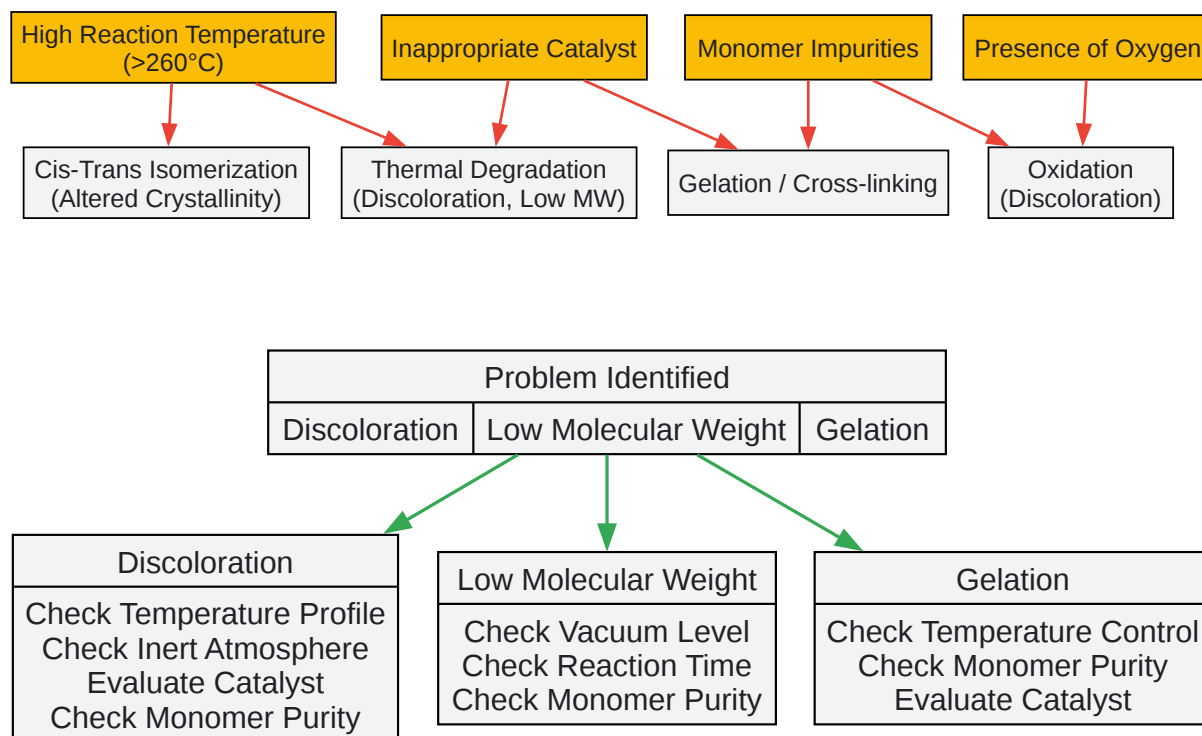 High Reaction Temperature
(>260°C)
Inappropriate Catalyst
Monomer Impurities
Presence of Oxygen
Cis-Trans Isomerization
(Altered Crystallinity)
Thermal Degradation
(Discoloration, Low MW)
Gelation / Cross-linking
Oxidation
(Discoloration)
Problem Identified
Discoloration
Low Molecular Weight
Gelation
Discoloration
Check Temperature Profile
Check Inert Atmosphere
Evaluate Catalyst
Check Monomer Purity
Low Molecular Weight
Check Vacuum Level
Check Reaction Time
Check Monomer Purity
Gelation
Check Temperature Control
Check Monomer Purity
Evaluate Catalyst